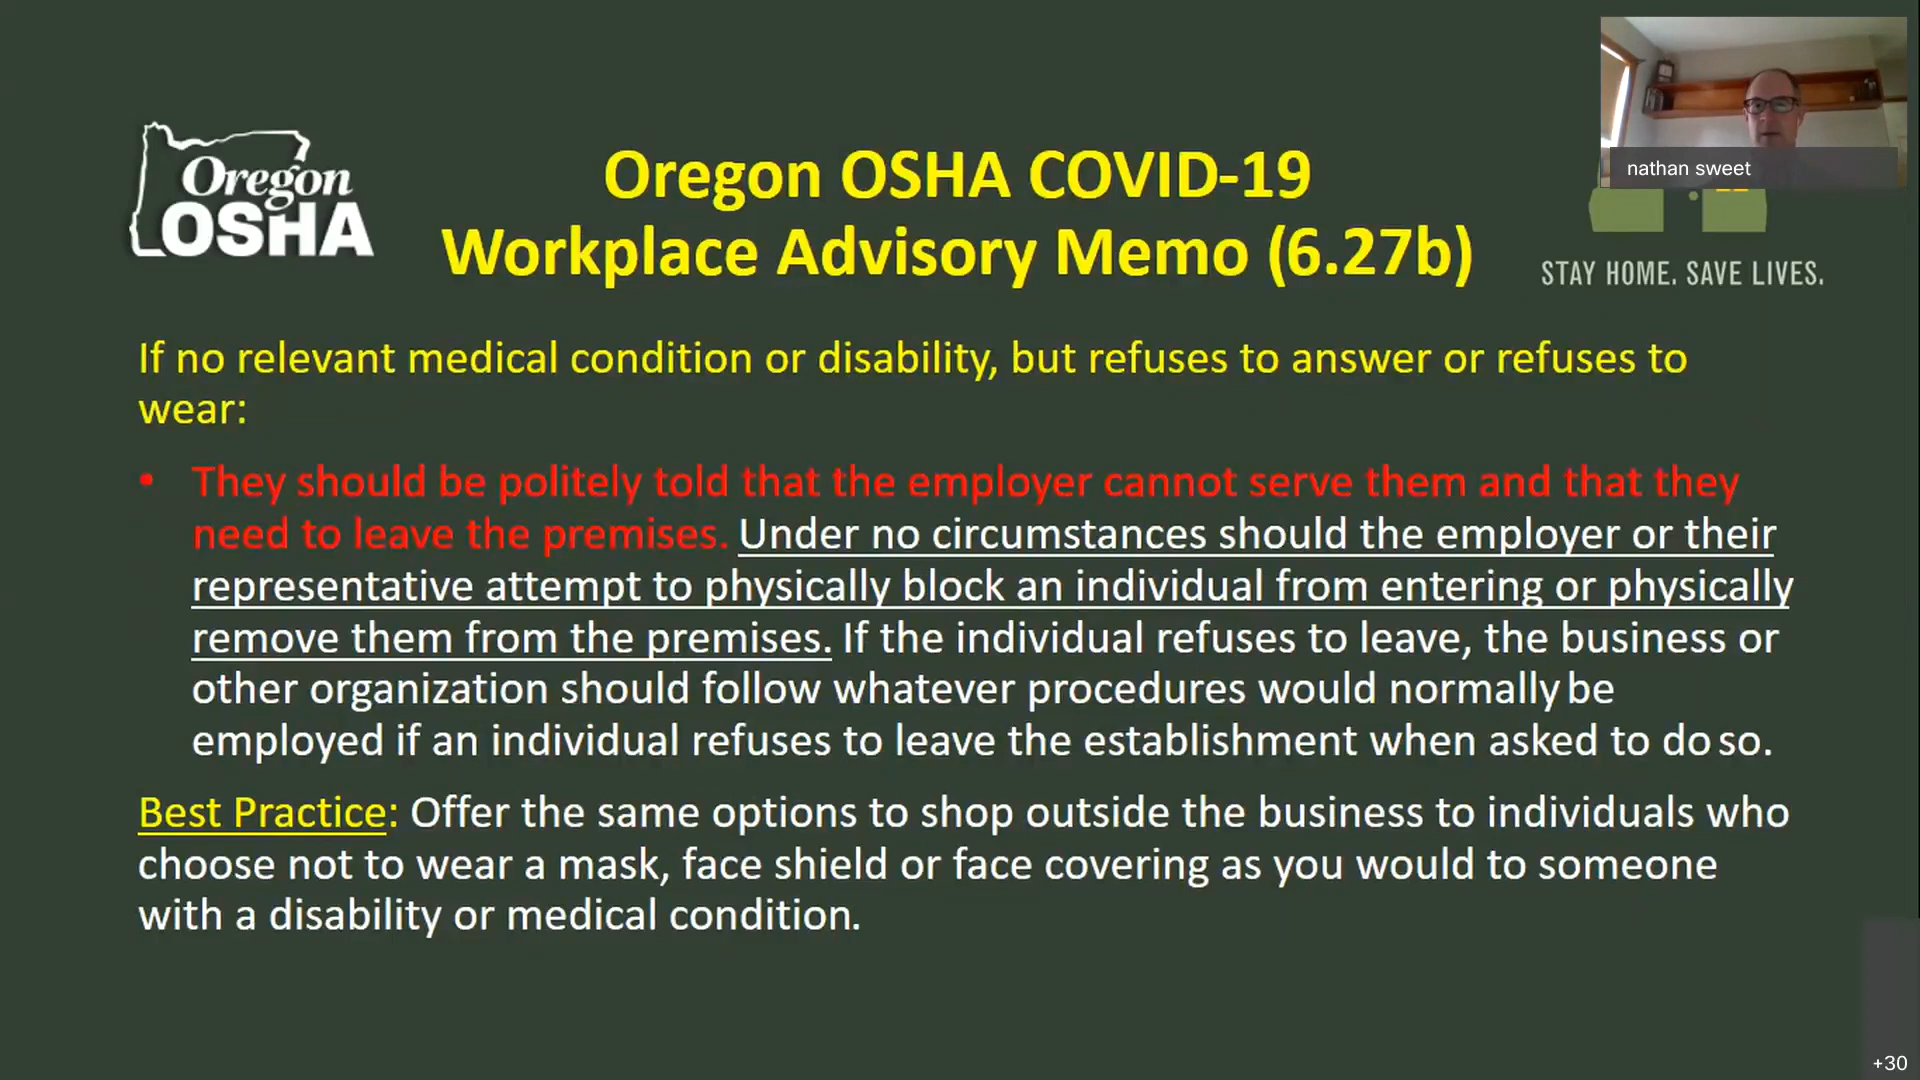 nathan sweet
Oregon
OSHA
Oregon OSHA COVID-19
Workplace Advisory Memo (6.27b)
STAY HOME. SAVE LIVES.
If no relevant medical condition or disability, but refuses to answer or refuses to
wear:
• They should be politely told that the employer cannot serve them and that they
need to leave the premises. Under no circumstances should the employer or their
representative attempt to physically block an individual from entering or physically
remove them from the premises. If the individual refuses to leave, the business or
other organization should follow whatever procedures would normally be
employed if an individual refuses to leave the establishment when asked to do so.
Best Practice: Offer the same options to shop outside the business to individuals who
choose not to wear a mask, face shield or face covering as you would to someone
with a disability or medical condition.
+30